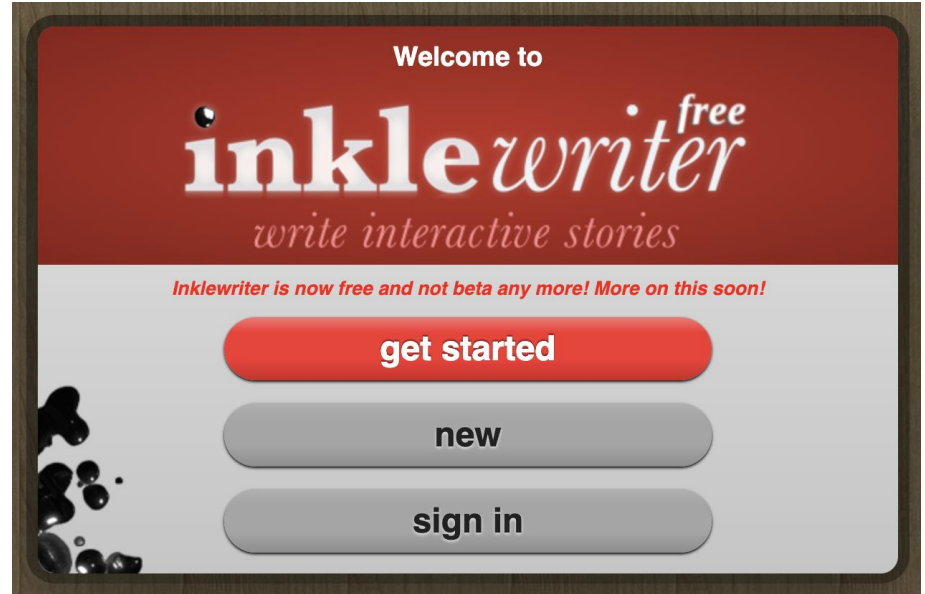 Welcome to
inklewriter free
write interactive stories
Inklewriter is now free and not beta any more! More on this soon!
get started
new
sign in